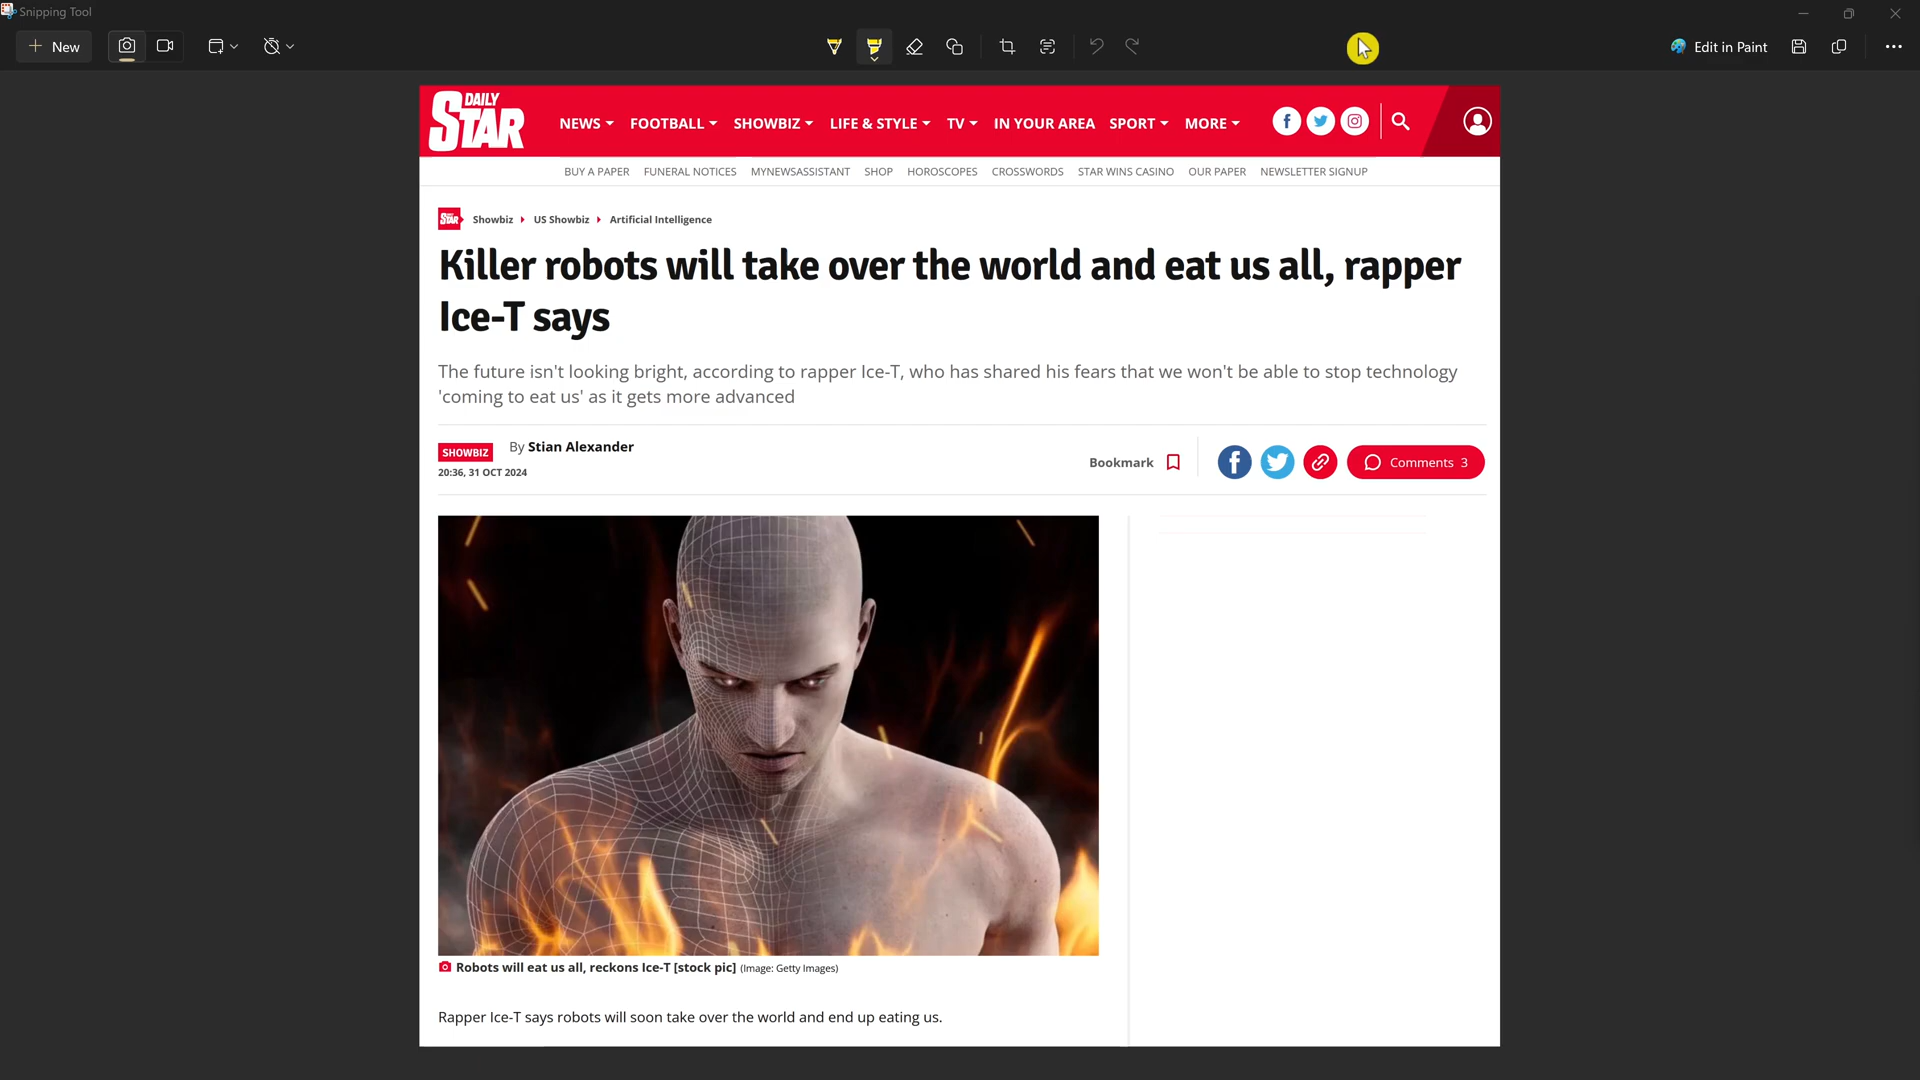 Snipping Tool
New
Edit in Paint
DAILY
STAR
NEWS FOOTBALL SHOWBIZ LIFE & STYLE TV IN YOUR AREA SPORT MORE
BUY A PAPER FUNERAL NOTICES MYNEWSASSISTANT SHOP HOROSCOPES CROSSWORDS STAR WINS CASINO OUR PAPER NEWSLETTER SIGNUP
STAR Showbiz US Showbiz Artificial Intelligence
Killer robots will take over the world and eat us all, rapper
Ice-T says
The future isn't looking bright, according to rapper Ice-T, who has shared his fears that we won't be able to stop technology
'coming to eat us' as it gets more advanced
SHOWBIZ By Stian Alexander
20:36, 31 OCT 2024
Bookmark
Comments 3
Robots will eat us all, reckons Ice-T [stock pic] (Image: Getty Images)
Rapper Ice-T says robots will soon take over the world and end up eating us.